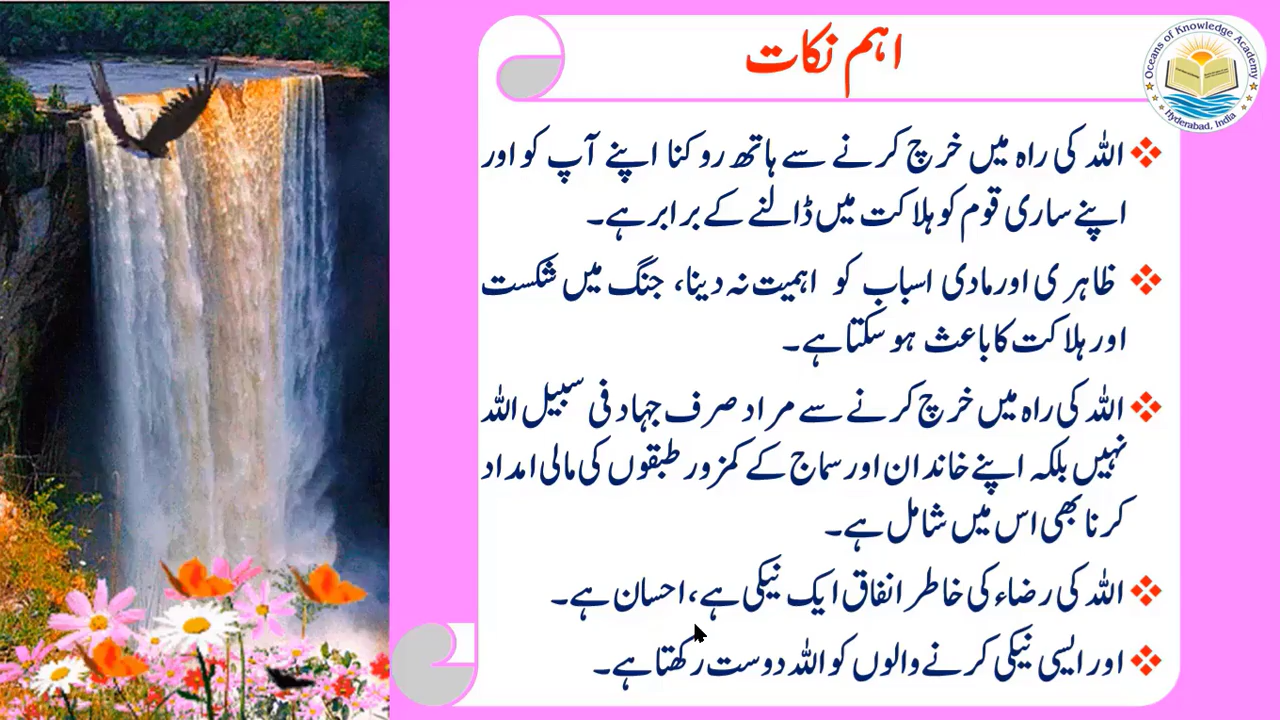 اہم نکات
Oceans of Knowledge Academy
Hyderabad, India
اللہ کی راہ میں خرچ کرنے سے ہاتھ روکنا اپنے آپ کو اور
اپنے ساری قوم کو ہلاکت میں ڈالنے کے برابر ہے۔
ظاہری اور مادی اسباب کو اہمیت نہ دینا، جنگ میں شکست
اور ہلاکت کا باعث ہو سکتا ہے۔
اللہ کی راہ میں خرچ کرنے سے مراد صرف جہاد فی سبیل اللہ
نہیں بلکہ اپنے خاندان اور سماج کے کمزور طبقوں کی مالی امداد
کرنا بھی اس میں شامل ہے۔
اللہ کی رضاء کی خاطر انفاق ایک نیکی ہے، احسان ہے۔
اور ایسی نیکی کرنے والوں کو اللہ دوست رکھتا ہے۔